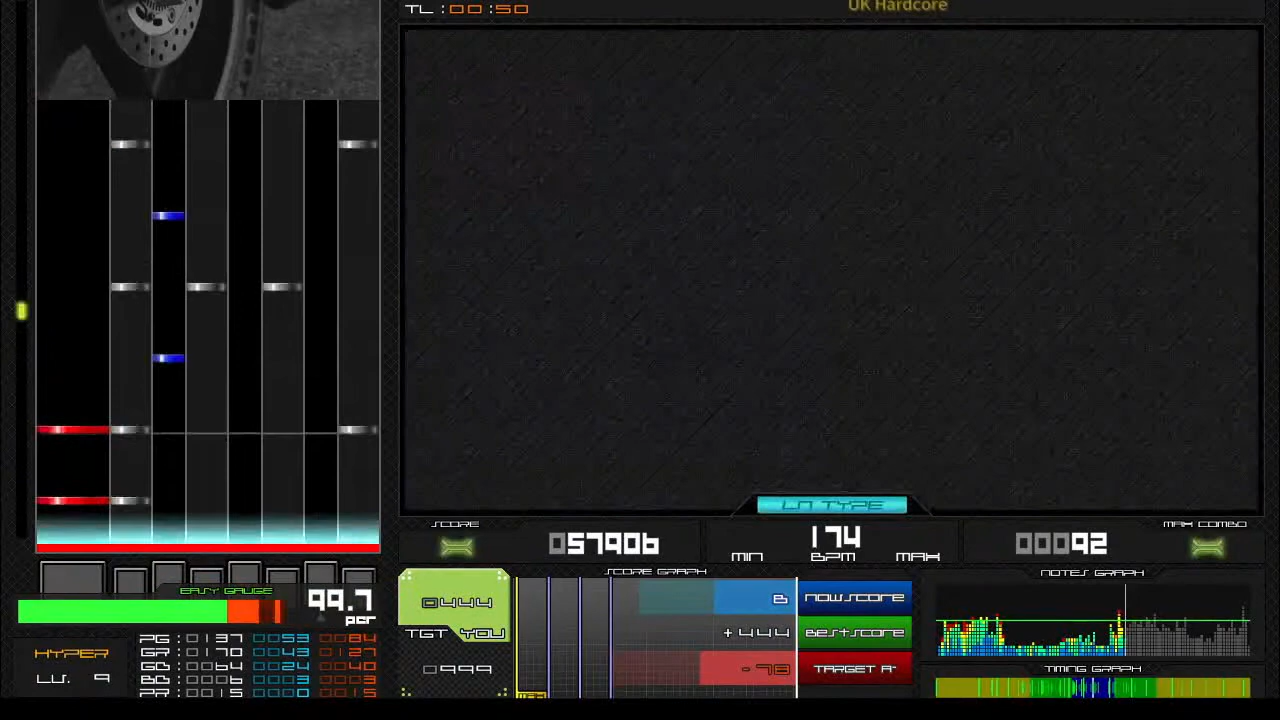 TL :00 :50
UK Hardcore
LN TYPE
SCORE
057906
174
MIN BPM MAX
MAX COMBO
00092
EASY GAUGE
99.7
pcr
HYPER
LV. 9
PG :0137 0053 0084
GR :0170 0043 0127
GD :0064 0024 0040
BD :0006 0003 0003
PR :0015 0000 0015
SCORE GRAPH
0444
TGT YOU
0999
MAX
B
+444
-78
NOWSCORE
BESTSCORE
TARGET A-
NOTES GRAPH
TIMING GRAPH